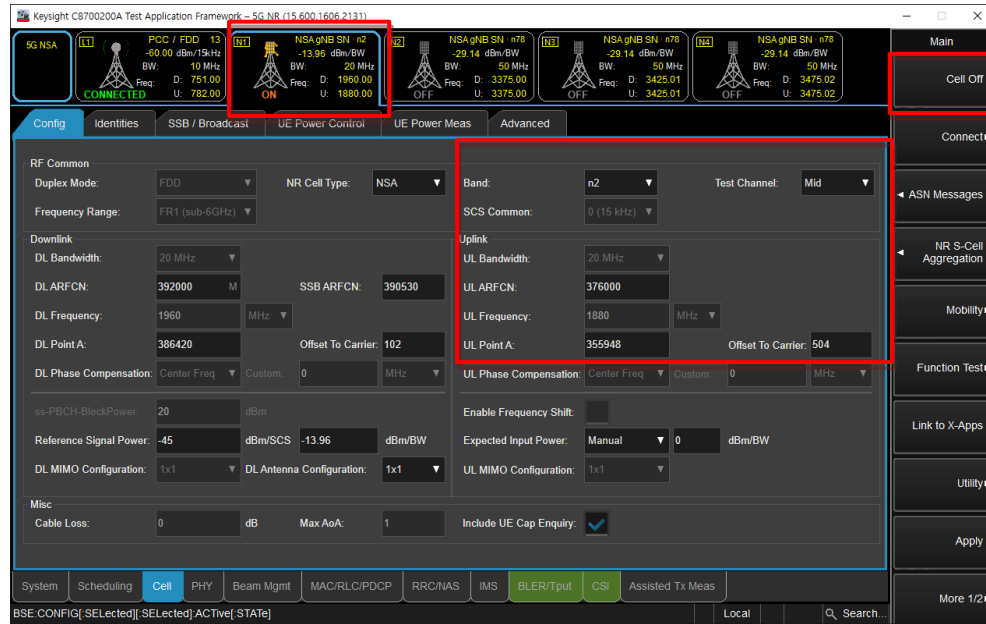 Keysight C8700200A Test Application Framework – 5G NR (15.600.1606.2131)
5G NSA
L1 PCC / FDD 13
-60.00 dBm/15kHz
BW: 10 MHz
Freq: D: 751.00
CONNECTED U: 782.00
N1 NSA gNB SN · n2
-13.96 dBm/BW
BW: 20 MHz
Freq: D: 1960.00
ON U: 1880.00
N2 NSA gNB SN · n78
-29.14 dBm/BW
BW: 50 MHz
Freq: D: 3375.00
OFF U: 3375.00
N3 NSA gNB SN · n78
-29.14 dBm/BW
BW: 50 MHz
Freq: D: 3425.01
OFF U: 3425.01
N4 NSA gNB SN · n78
-29.14 dBm/BW
BW: 50 MHz
Freq: D: 3475.02
OFF U: 3475.02
Config Identities SSB / Broadcast UE Power Control UE Power Meas Advanced
RF Common
Duplex Mode: FDD NR Cell Type: NSA Band: n2 Test Channel: Mid
Frequency Range: FR1 (sub-6GHz) SCS Common: 0 (15 kHz)
Downlink
DL Bandwidth: 20 MHz
DL ARFCN: 392000 M SSB ARFCN: 390530
DL Frequency: 1960 MHz
DL Point A: 386420 Offset To Carrier: 102
DL Phase Compensation: Center Freq Custom: 0 MHz
Uplink
UL Bandwidth: 20 MHz
UL ARFCN: 376000
UL Frequency: 1880 MHz
UL Point A: 355948 Offset To Carrier: 504
UL Phase Compensation: Center Freq Custom: 0 MHz
ss-PBCH-BlockPower: 20 dBm
Reference Signal Power: -45 dBm/SCS -13.96 dBm/BW
DL MIMO Configuration: 1x1 DL Antenna Configuration: 1x1
Enable Frequency Shift:
Expected Input Power: Manual 0 dBm/BW
UL MIMO Configuration: 1x1
Misc
Cable Loss: 0 dB Max AoA: 1 Include UE Cap Enquiry:
System Scheduling Cell PHY Beam Mgmt MAC/RLC/PDCP RRC/NAS IMS BLER/Tput CSI Assisted Tx Meas
BSE:CONFIG[:SELected][:SELected]:ACTive[:STATe] Local Search...
Main
Cell Off
Connect
ASN Messages
NR S-Cell
Aggregation
Mobility
Function Test
Link to X-Apps
Utility
Apply
More 1/2